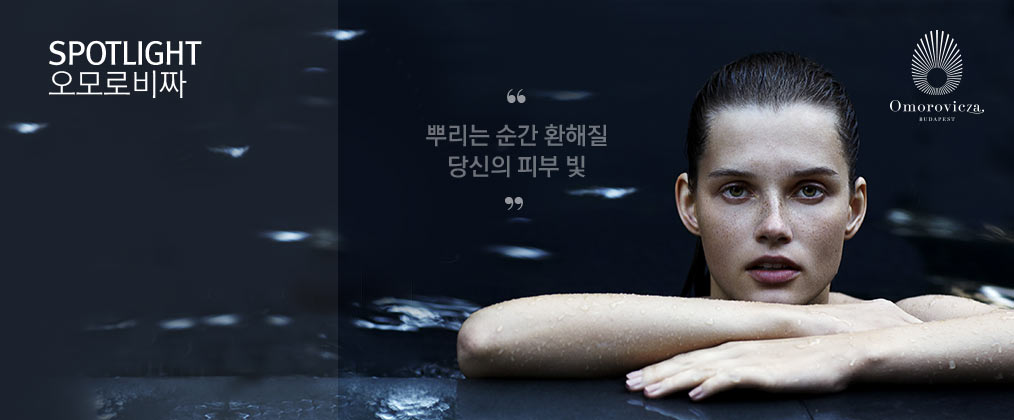 SPOTLIGHT
오모로비짜
“
뿌리는 순간 환해질
당신의 피부 빛
”
Omorovicza
BUDAPEST